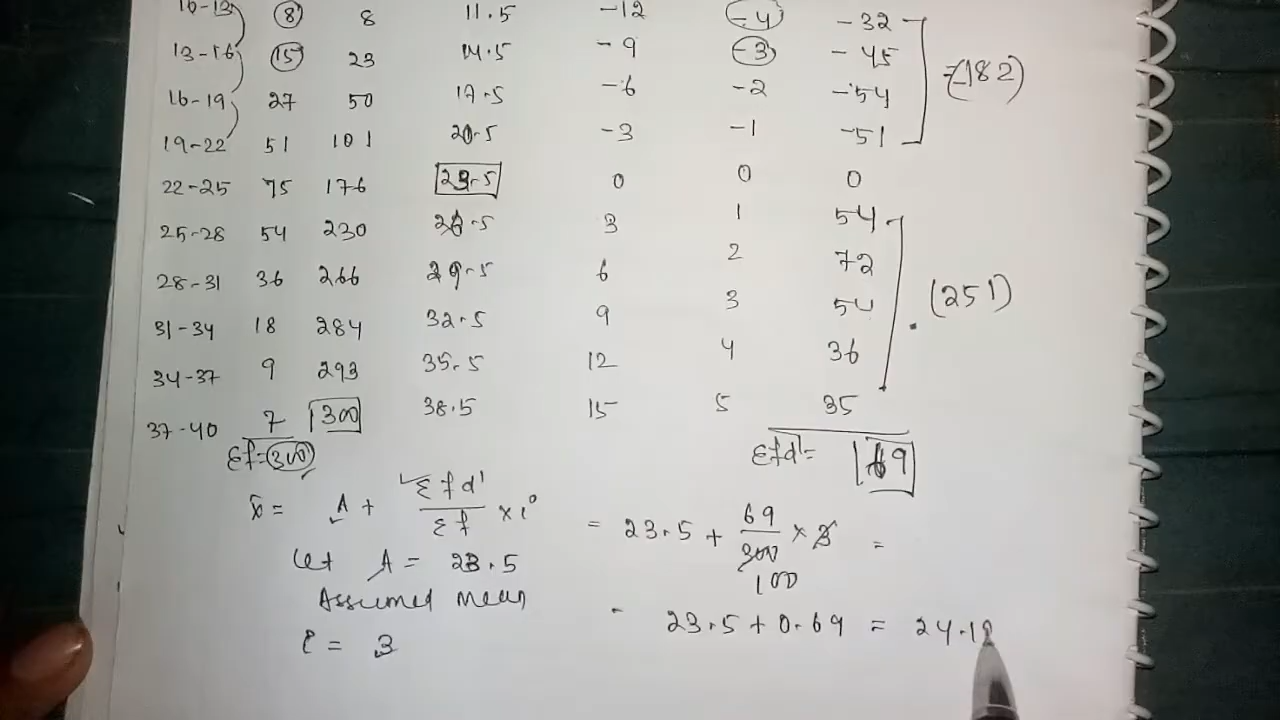 10-13 8 8 11.5 -12 -4 -32
13-16 15 23 14.5 -9 -3 -45
(-182)
16-19 27 50 17.5 -6 -2 -54
19-22 51 101 20.5 -3 -1 -51
22-25 75 176 23.5 0 0 0
25-28 54 230 26.5 3 1 54
28-31 36 266 29.5 6 2 72
(251)
31-34 18 284 32.5 9 3 54
34-37 9 293 35.5 12 4 36
37-40 7 300 38.5 15 5 35
Σf=300 Σfd'= 69
x̄ = A + Σfd' / Σf × i = 23.5 + 69 / 300 × 3 =
100
Let A = 23.5
Assumed Mean
= 23.5 + 0.69 = 24.1
i = 3